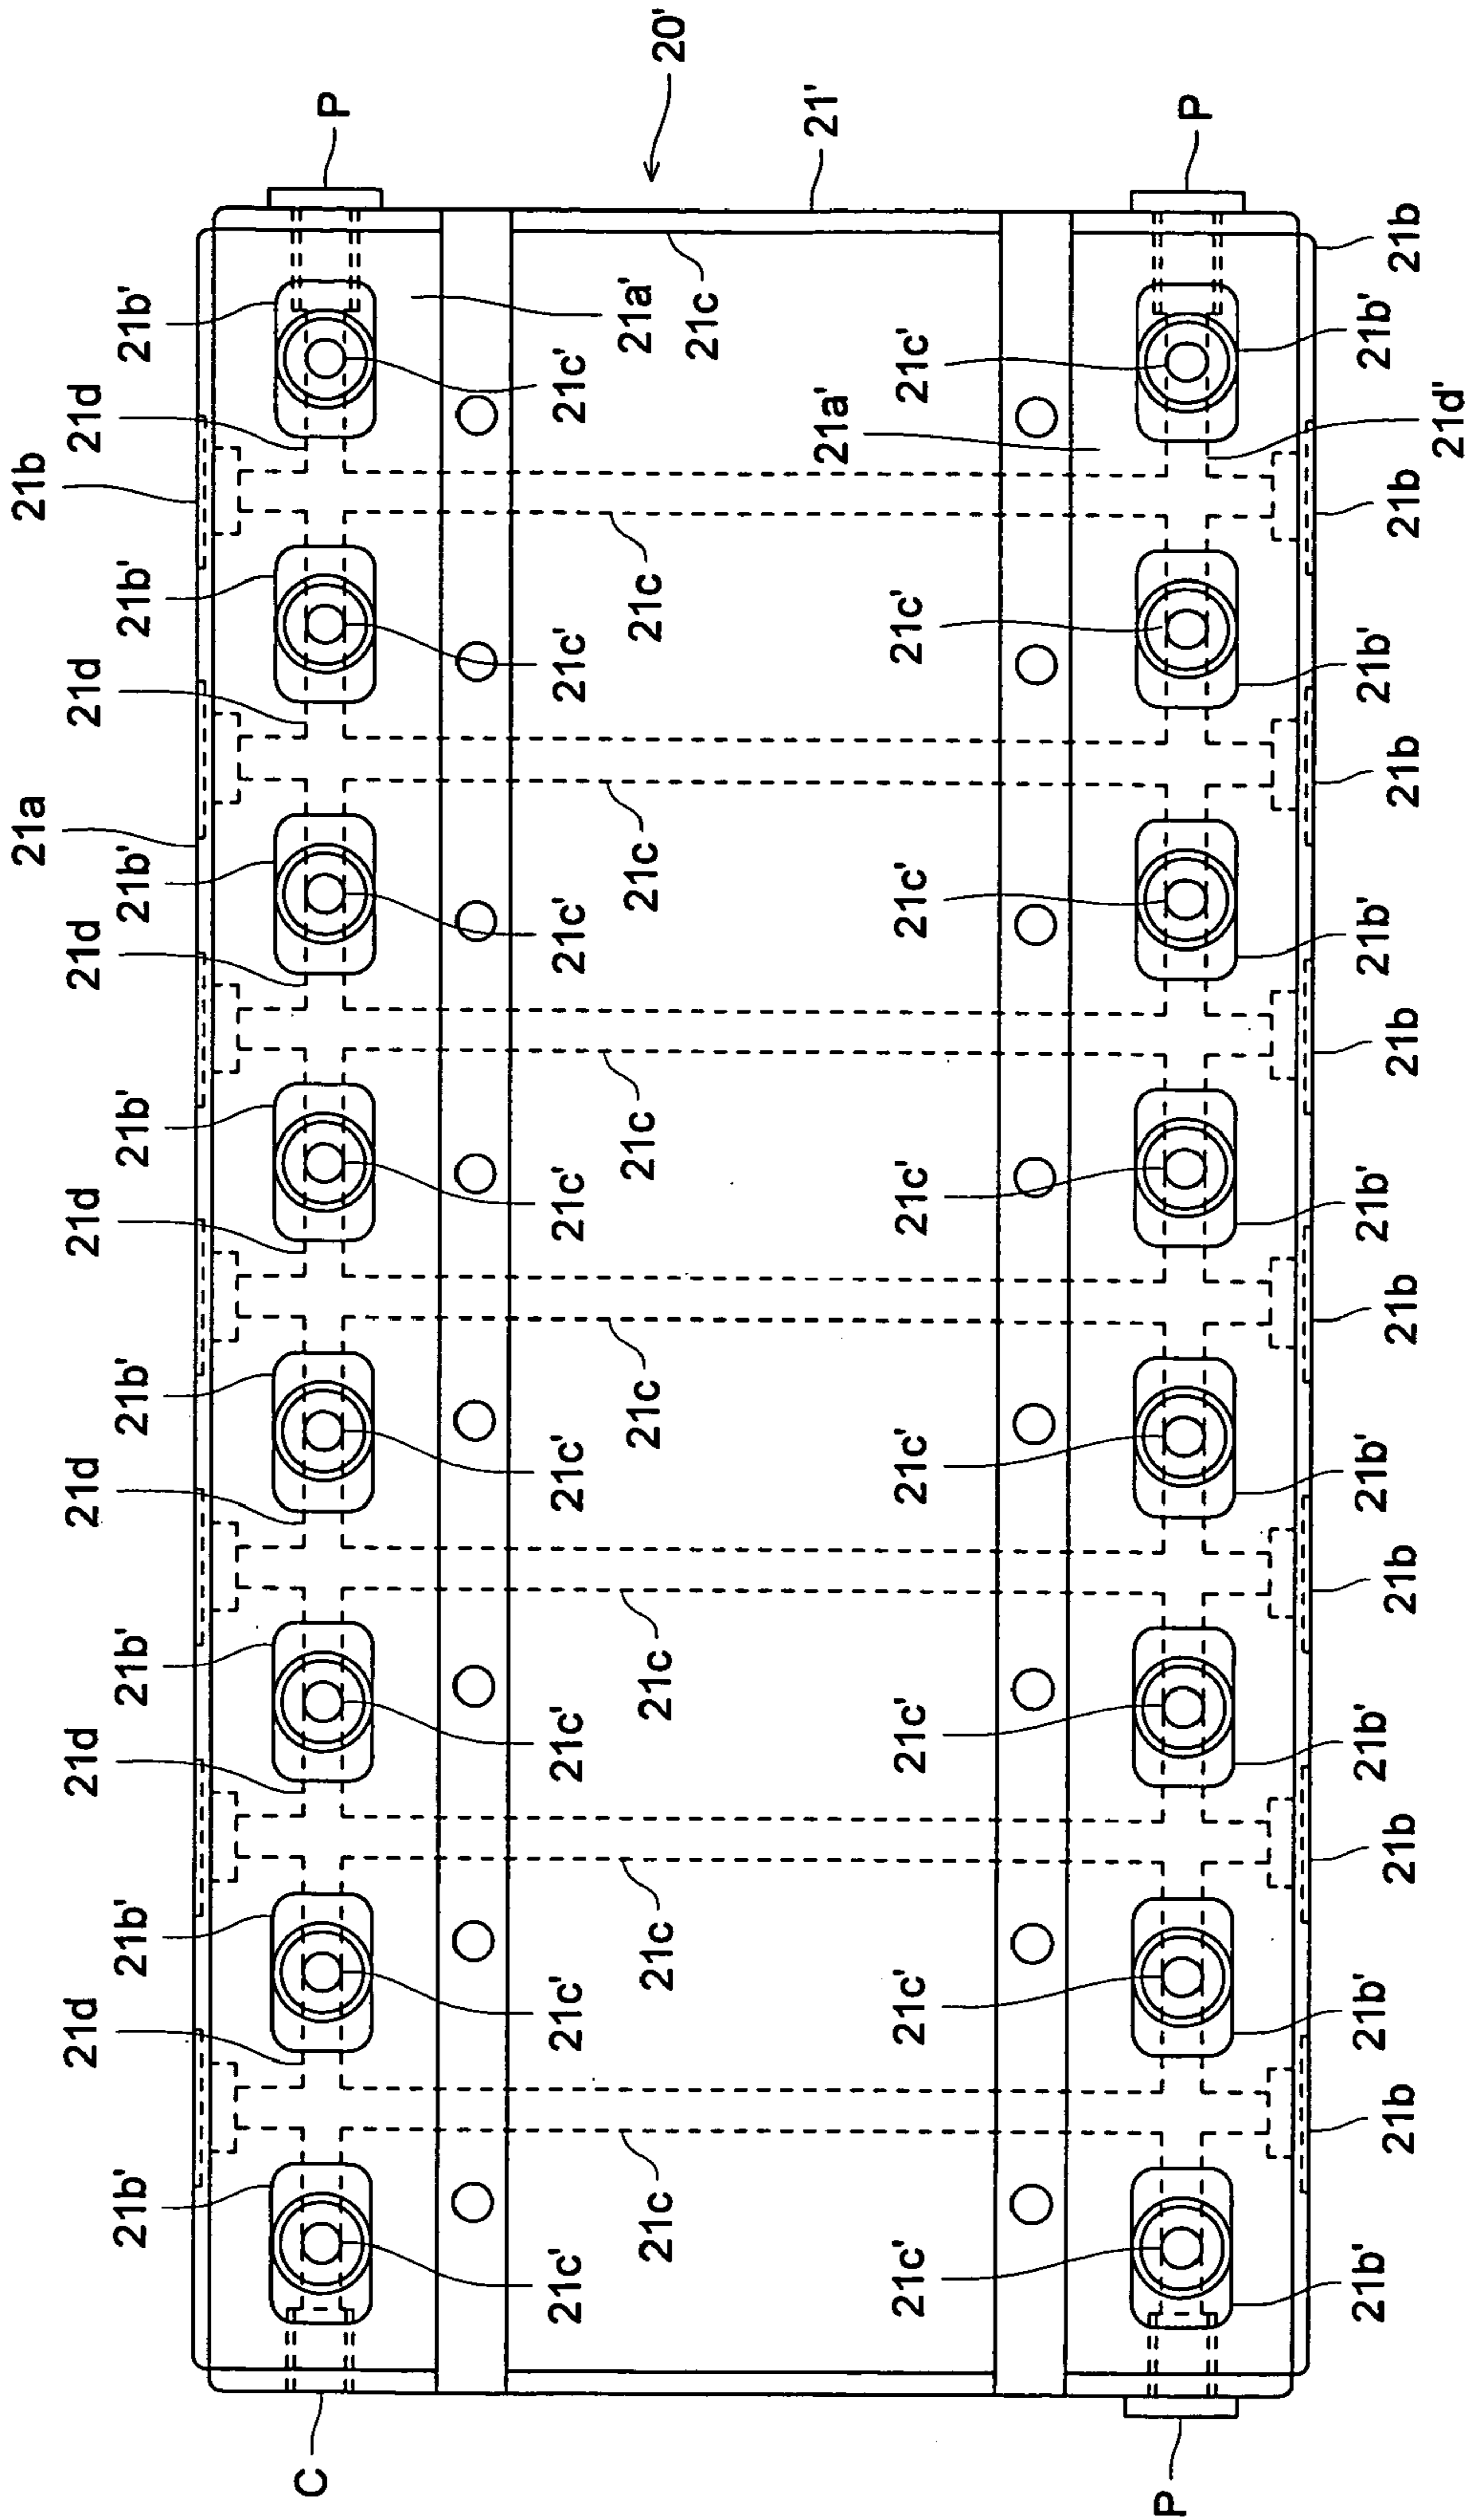 21a 21b
21d 21d 21d 21d 21d 21d 21d
21b' 21b' 21b' 21b' 21b' 21b' 21b' 21b'
C P
21c' 21c' 21c' 21c' 21c' 21c' 21c' 21c'
21c 21c 21c 21c 21c 21c 21c 21a'
20'
21c
21'
21a'
21c' 21c' 21c' 21c' 21c' 21c' 21c' 21c'
P P
21b' 21b' 21b' 21b' 21b' 21b' 21b' 21b'
21b 21b 21b 21b 21b 21b 21b 21b
21d'